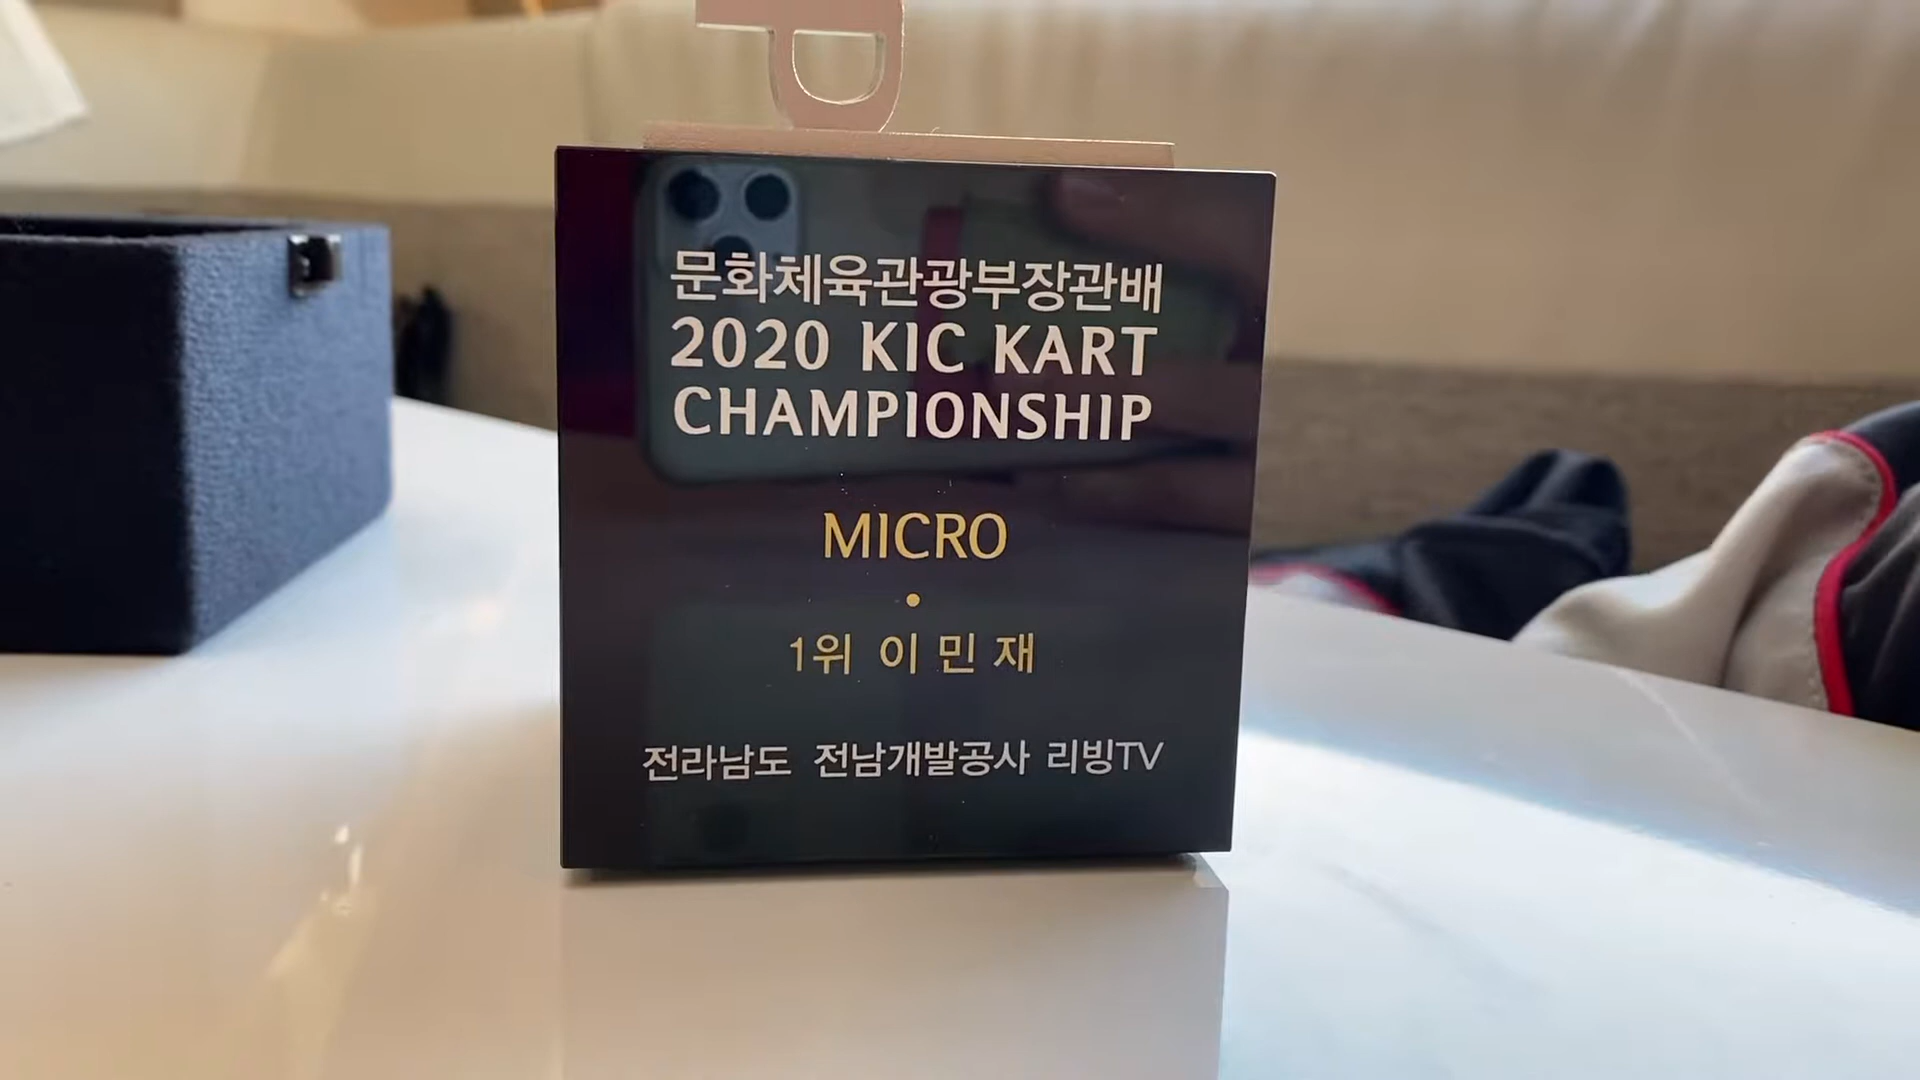 문화체육관광부장관배
2020 KIC KART
CHAMPIONSHIP
MICRO
•
1위 이 민 재
전라남도 전남개발공사 리빙TV